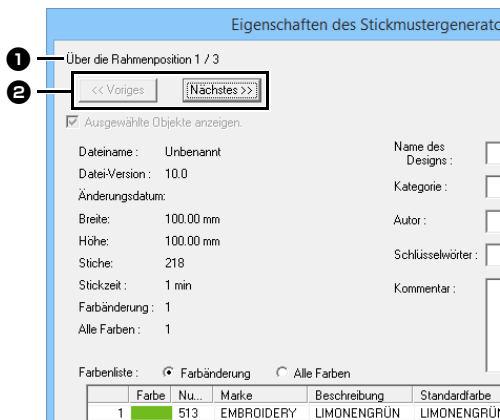 Eigenschaften des Stickmustergenerato
1 Über die Rahmenposition 1 / 3
2 << Voriges Nächstes >>
Ausgewählte Objekte anzeigen.
Dateiname : Unbenannt
Name des Designs :
Datei-Version : 10.0
Kategorie :
Änderungsdatum:
Breite: 100.00 mm
Autor :
Höhe: 100.00 mm
Schlüsselwörter :
Stiche: 218
Stickzeit : 1 min
Kommentar :
Farbänderung : 1
Alle Farben : 1
Farbenliste : Farbänderung Alle Farben
Farbe Nu... Marke Beschreibung Standardfarbe
1 513 EMBROIDERY LIMONENGRÜN LIMONENGRÜN